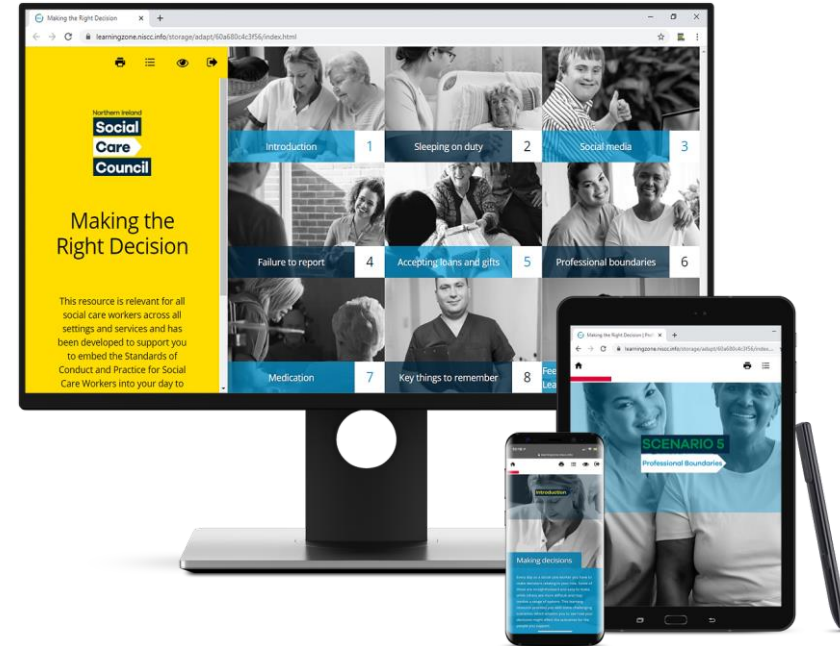 Making the Right Decision
learningzone.niscc.info/storage/adapt/60a680c4c3f56/index.html
Northern Ireland
Social
Care
Council
Making the
Right Decision
This resource is relevant for all
social care workers across all
settings and services and has
been developed to support you
to embed the Standards of
Conduct and Practice for Social
Care Workers into your day to
Introduction 1
Sleeping on duty 2
Social media 3
Failure to report 4
Accepting loans and gifts 5
Professional boundaries 6
Medication 7
Key things to remember 8
Fee
Lea
Making the Right Decision
learningzone.niscc.info/storage/adapt/60a680c4c3f56/index...
SCENARIO 5
Professional Boundaries
Introduction
Making decisions